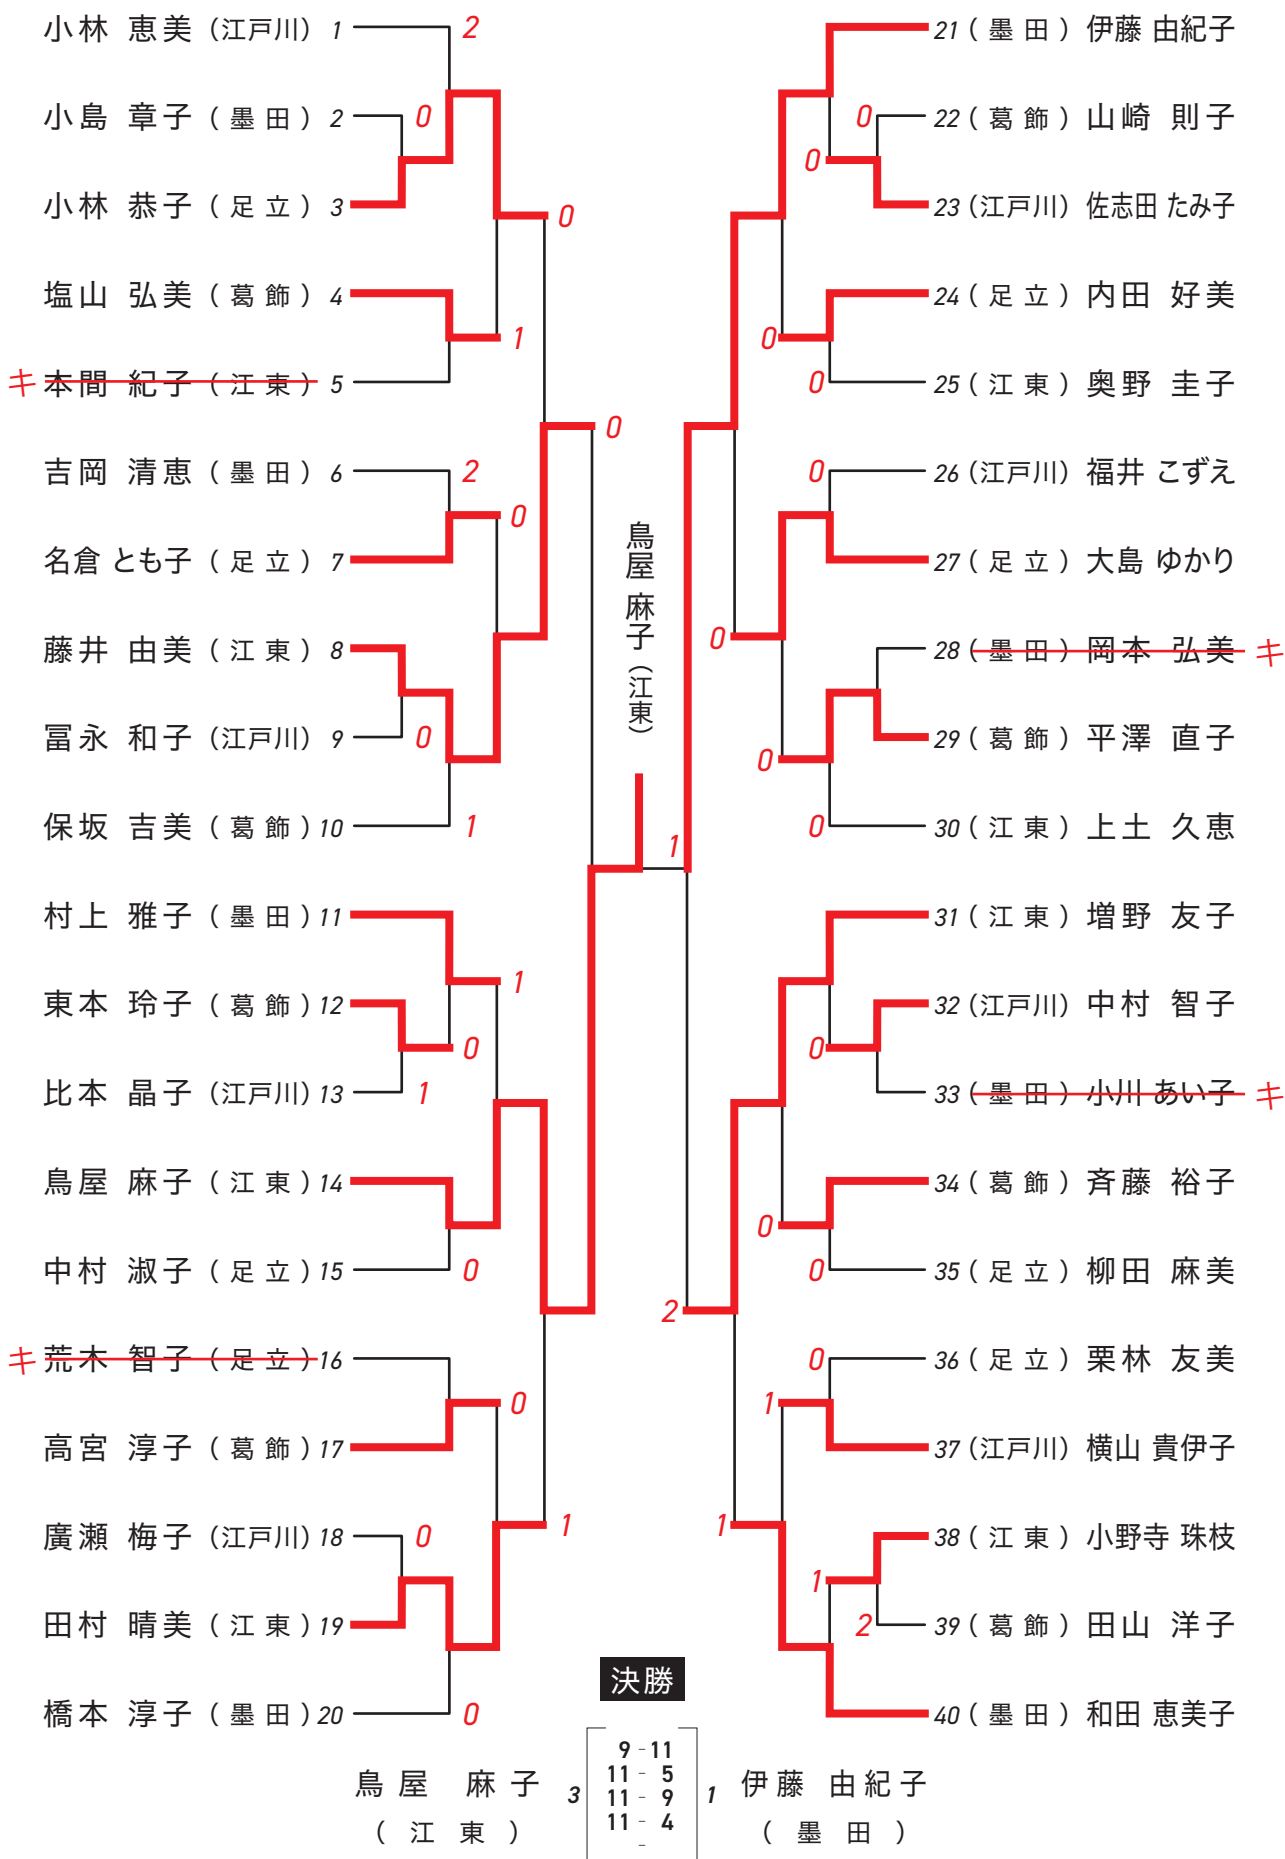 小林 恵美 (江戸川) 1 2
小島 章子 (墨田) 2 0
小林 恭子 (足立) 3
0
塩山 弘美 (葛飾) 4
1
キ 本間 紀子 (江東) 5
0
吉岡 清恵 (墨田) 6 2
0
名倉 とも子 (足立) 7
藤井 由美 (江東) 8
冨永 和子 (江戸川) 9 0
保坂 吉美 (葛飾) 10 1
村上 雅子 (墨田) 11
1
東本 玲子 (葛飾) 12
0
比本 晶子 (江戸川) 13 1
鳥屋 麻子 (江東) 14
中村 淑子 (足立) 15 0
キ 荒木 智子 (足立) 16
0
高宮 淳子 (葛飾) 17
1
廣瀬 梅子 (江戸川) 18 0
田村 晴美 (江東) 19
橋本 淳子 (墨田) 20 0
鳥屋 麻子 (江東)
21 (墨田) 伊藤 由紀子
0 22 (葛飾) 山崎 則子
0
23 (江戸川) 佐志田 たみ子
24 (足立) 内田 好美
0
0 25 (江東) 奥野 圭子
0 26 (江戸川) 福井 こずえ
27 (足立) 大島 ゆかり
0
28 (墨田) 岡本 弘美 キ
29 (葛飾) 平澤 直子
0
0 30 (江東) 上土 久恵
1
31 (江東) 増野 友子
32 (江戸川) 中村 智子
0
33 (墨田) 小川 あい子 キ
34 (葛飾) 斉藤 裕子
0
0 35 (足立) 柳田 麻美
2
0 36 (足立) 栗林 友美
1
37 (江戸川) 横山 貴伊子
1
38 (江東) 小野寺 珠枝
1
2 39 (葛飾) 田山 洋子
40 (墨田) 和田 恵美子
決勝
9 - 11
11 - 5
11 - 9
11 - 4
-
鳥屋 麻子 3 1 伊藤 由紀子
(江東) (墨田)